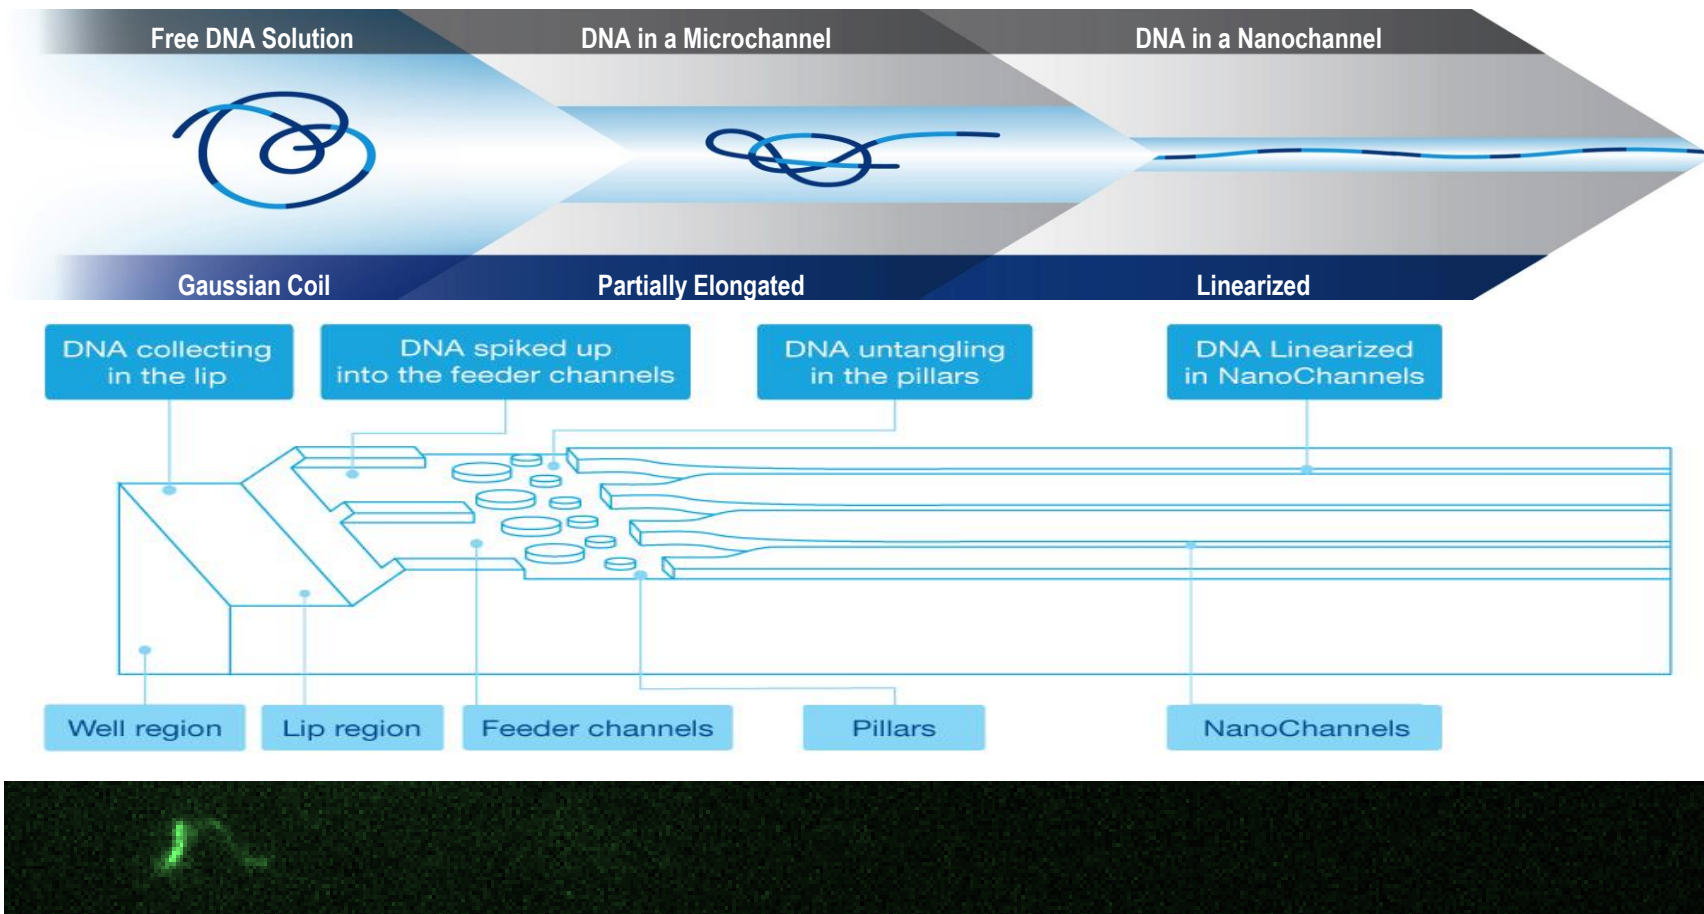 Free DNA Solution
DNA in a Microchannel
DNA in a Nanochannel
Gaussian Coil
Partially Elongated
Linearized
DNA collecting
in the lip
DNA spiked up
into the feeder channels
DNA untangling
in the pillars
DNA Linearized
in NanoChannels
Well region
Lip region
Feeder channels
Pillars
NanoChannels